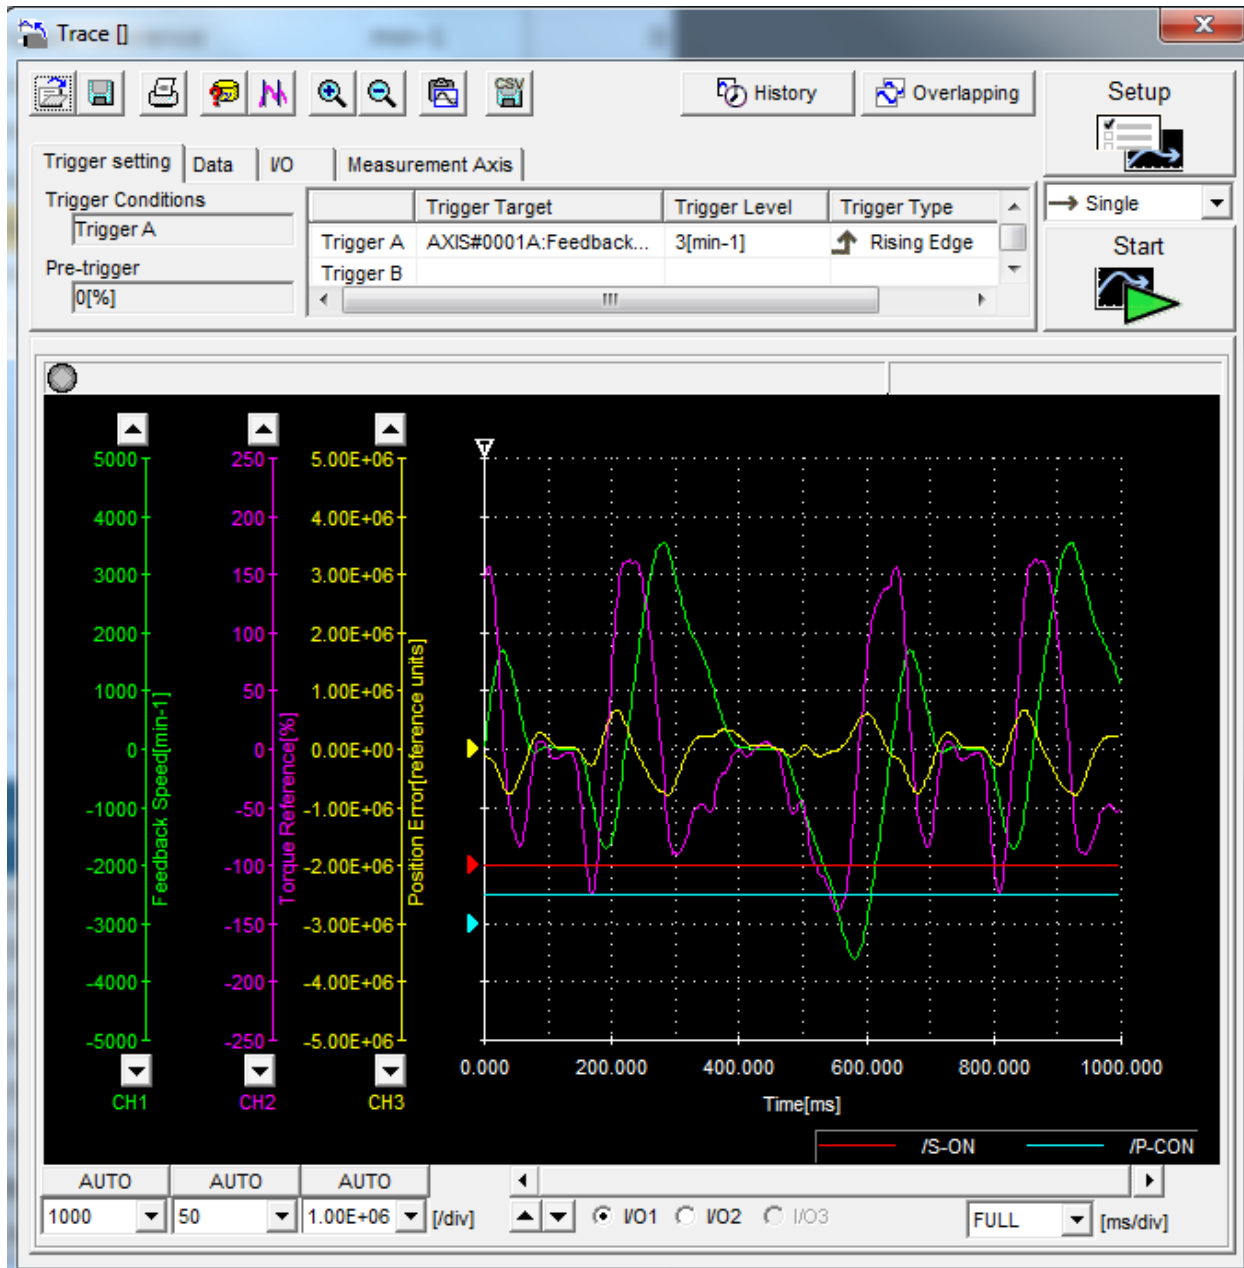 Trace []
CSV
History
Overlapping
Setup
Trigger setting
Data
I/O
Measurement Axis
Single
Start
Trigger Conditions
Trigger A
Pre-trigger
0[%]
Trigger Target Trigger Level Trigger Type
Trigger A AXIS#0001A:Feedback... 3[min-1] Rising Edge
Trigger B
5000 250 5.00E+06
4000 200 4.00E+06
3000 150 3.00E+06
2000 100 2.00E+06
1000 50 1.00E+06
0 0 0.00E+00
-1000 -50 -1.00E+06
-2000 -100 -2.00E+06
-3000 -150 -3.00E+06
-4000 -200 -4.00E+06
-5000 -250 -5.00E+06
Feedback Speed[min-1]
Torque Reference[%]
Position Error[reference units]
CH1 CH2 CH3
0.000 200.000 400.000 600.000 800.000 1000.000
Time[ms]
/S-ON /P-CON
AUTO AUTO AUTO
1000 50 1.00E+06 [/div]
I/O1 I/O2 I/O3
FULL [ms/div]